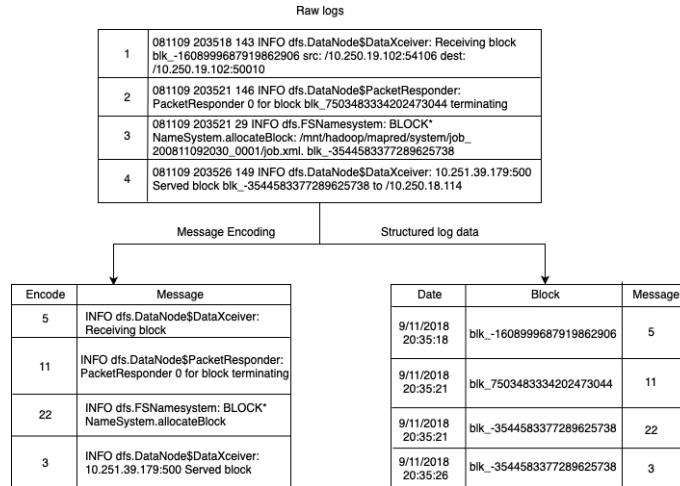 Raw logs
1
081109 203518 143 INFO dfs.DataNode$DataXceiver: Receiving block
blk_-1608999687919862906 src: /10.250.19.102:54106 dest:
/10.250.19.102:50010
2
081109 203521 146 INFO dfs.DataNode$PacketResponder:
PacketResponder 0 for block blk_7503483334202473044 terminating
3
081109 203521 29 INFO dfs.FSNamesystem: BLOCK*
NameSystem.allocateBlock: /mnt/hadoop/mapred/system/job_
200811092030_0001/job.xml. blk_-3544583377289625738
4
081109 203526 149 INFO dfs.DataNode$DataXceiver: 10.251.39.179:500
Served block blk_-3544583377289625738 to /10.250.18.114
Message Encoding
Structured log data
Encode Message
5
INFO dfs.DataNode$DataXceiver:
Receiving block
11
INFO dfs.DataNode$PacketResponder:
PacketResponder 0 for block terminating
22
INFO dfs.FSNamesystem: BLOCK*
NameSystem.allocateBlock
3
INFO dfs.DataNode$DataXceiver:
10.251.39.179:500 Served block
Date Block Message
9/11/2018
20:35:18
blk_-1608999687919862906
5
9/11/2018
20:35:21
blk_7503483334202473044
11
9/11/2018
20:35:21
blk_-3544583377289625738
22
9/11/2018
20:35:26
blk_-3544583377289625738
3